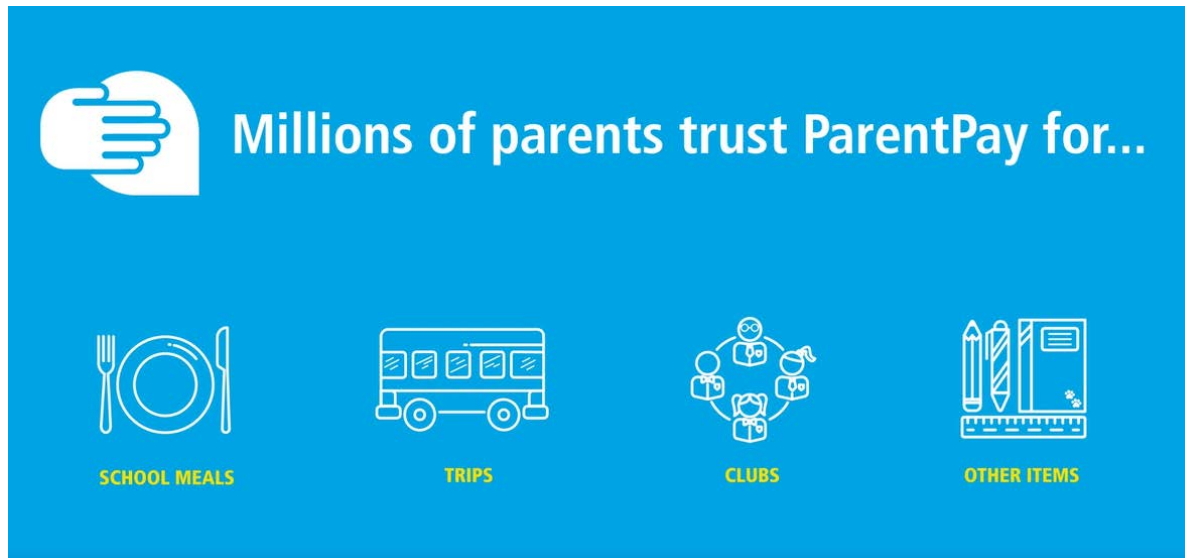 Millions of parents trust ParentPay for...
SCHOOL MEALS
TRIPS
CLUBS
OTHER ITEMS